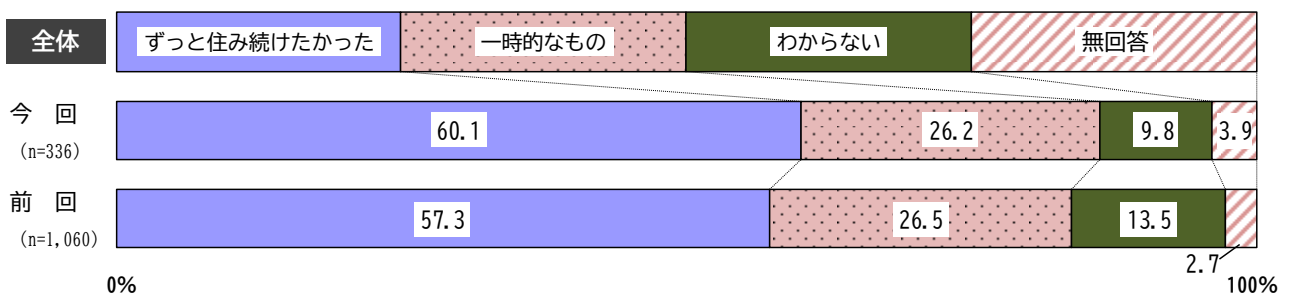 全体 ずっと住み続けたかった 一時的なもの わからない 無回答
今 回 60.1 26.2 9.8 3.9
(n=336)
前 回 57.3 26.5 13.5
(n=1,060)
2.7
0% 100%